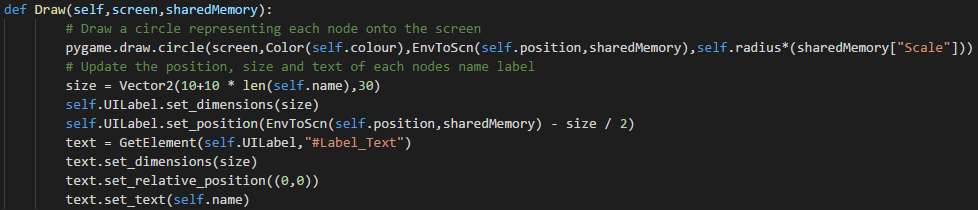 def Draw(self,screen,sharedMemory):
# Draw a circle representing each node onto the screen
pygame.draw.circle(screen,Color(self.colour),EnvToScn(self.position,sharedMemory),self.radius*(sharedMemory["Scale"]))
# Update the position, size and text of each nodes name label
size = Vector2(10+10 * len(self.name),30)
self.UILabel.set_dimensions(size)
self.UILabel.set_position(EnvToScn(self.position,sharedMemory) - size / 2)
text = GetElement(self.UILabel,"#Label_Text")
text.set_dimensions(size)
text.set_relative_position((0,0))
text.set_text(self.name)